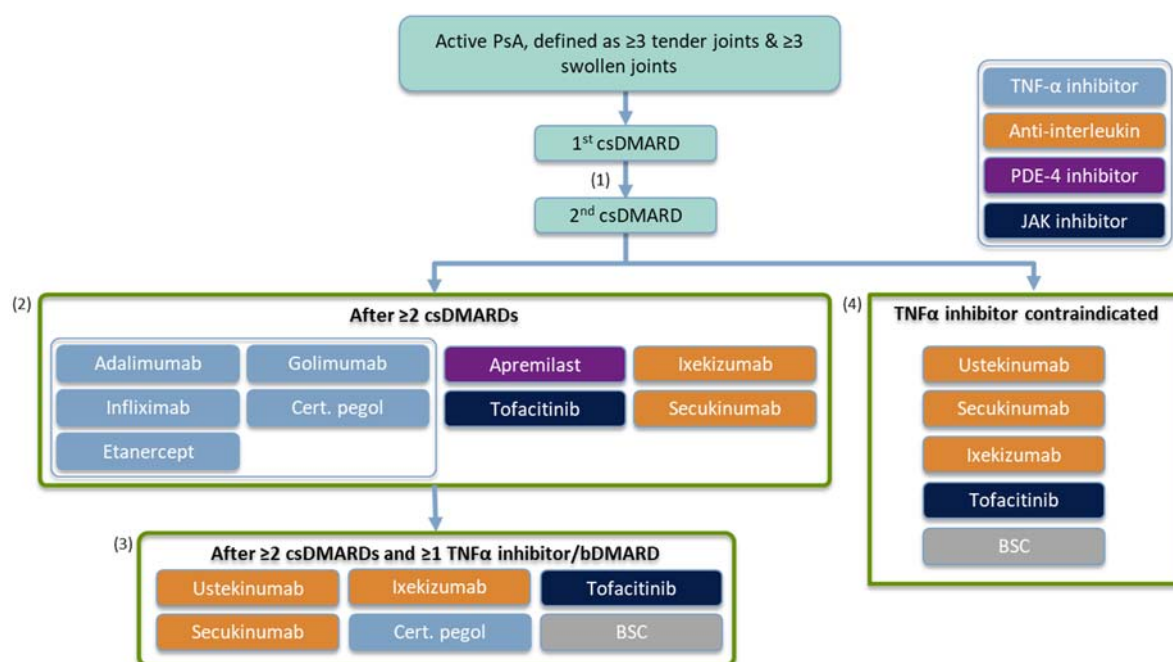 Active PsA, defined as ≥3 tender joints & ≥3
swollen joints
TNF-α inhibitor
Anti-interleukin
PDE-4 inhibitor
JAK inhibitor
1st csDMARD
(1)
2nd csDMARD
(2)
After ≥2 csDMARDs
Adalimumab
Golimumab
Apremilast
Ixekizumab
Infliximab
Cert. pegol
Tofacitinib
Secukinumab
Etanercept
(4)
TNFα inhibitor contraindicated
Ustekinumab
Secukinumab
Ixekizumab
Tofacitinib
BSC
(3)
After ≥2 csDMARDs and ≥1 TNFα inhibitor/bDMARD
Ustekinumab
Ixekizumab
Tofacitinib
Secukinumab
Cert. pegol
BSC